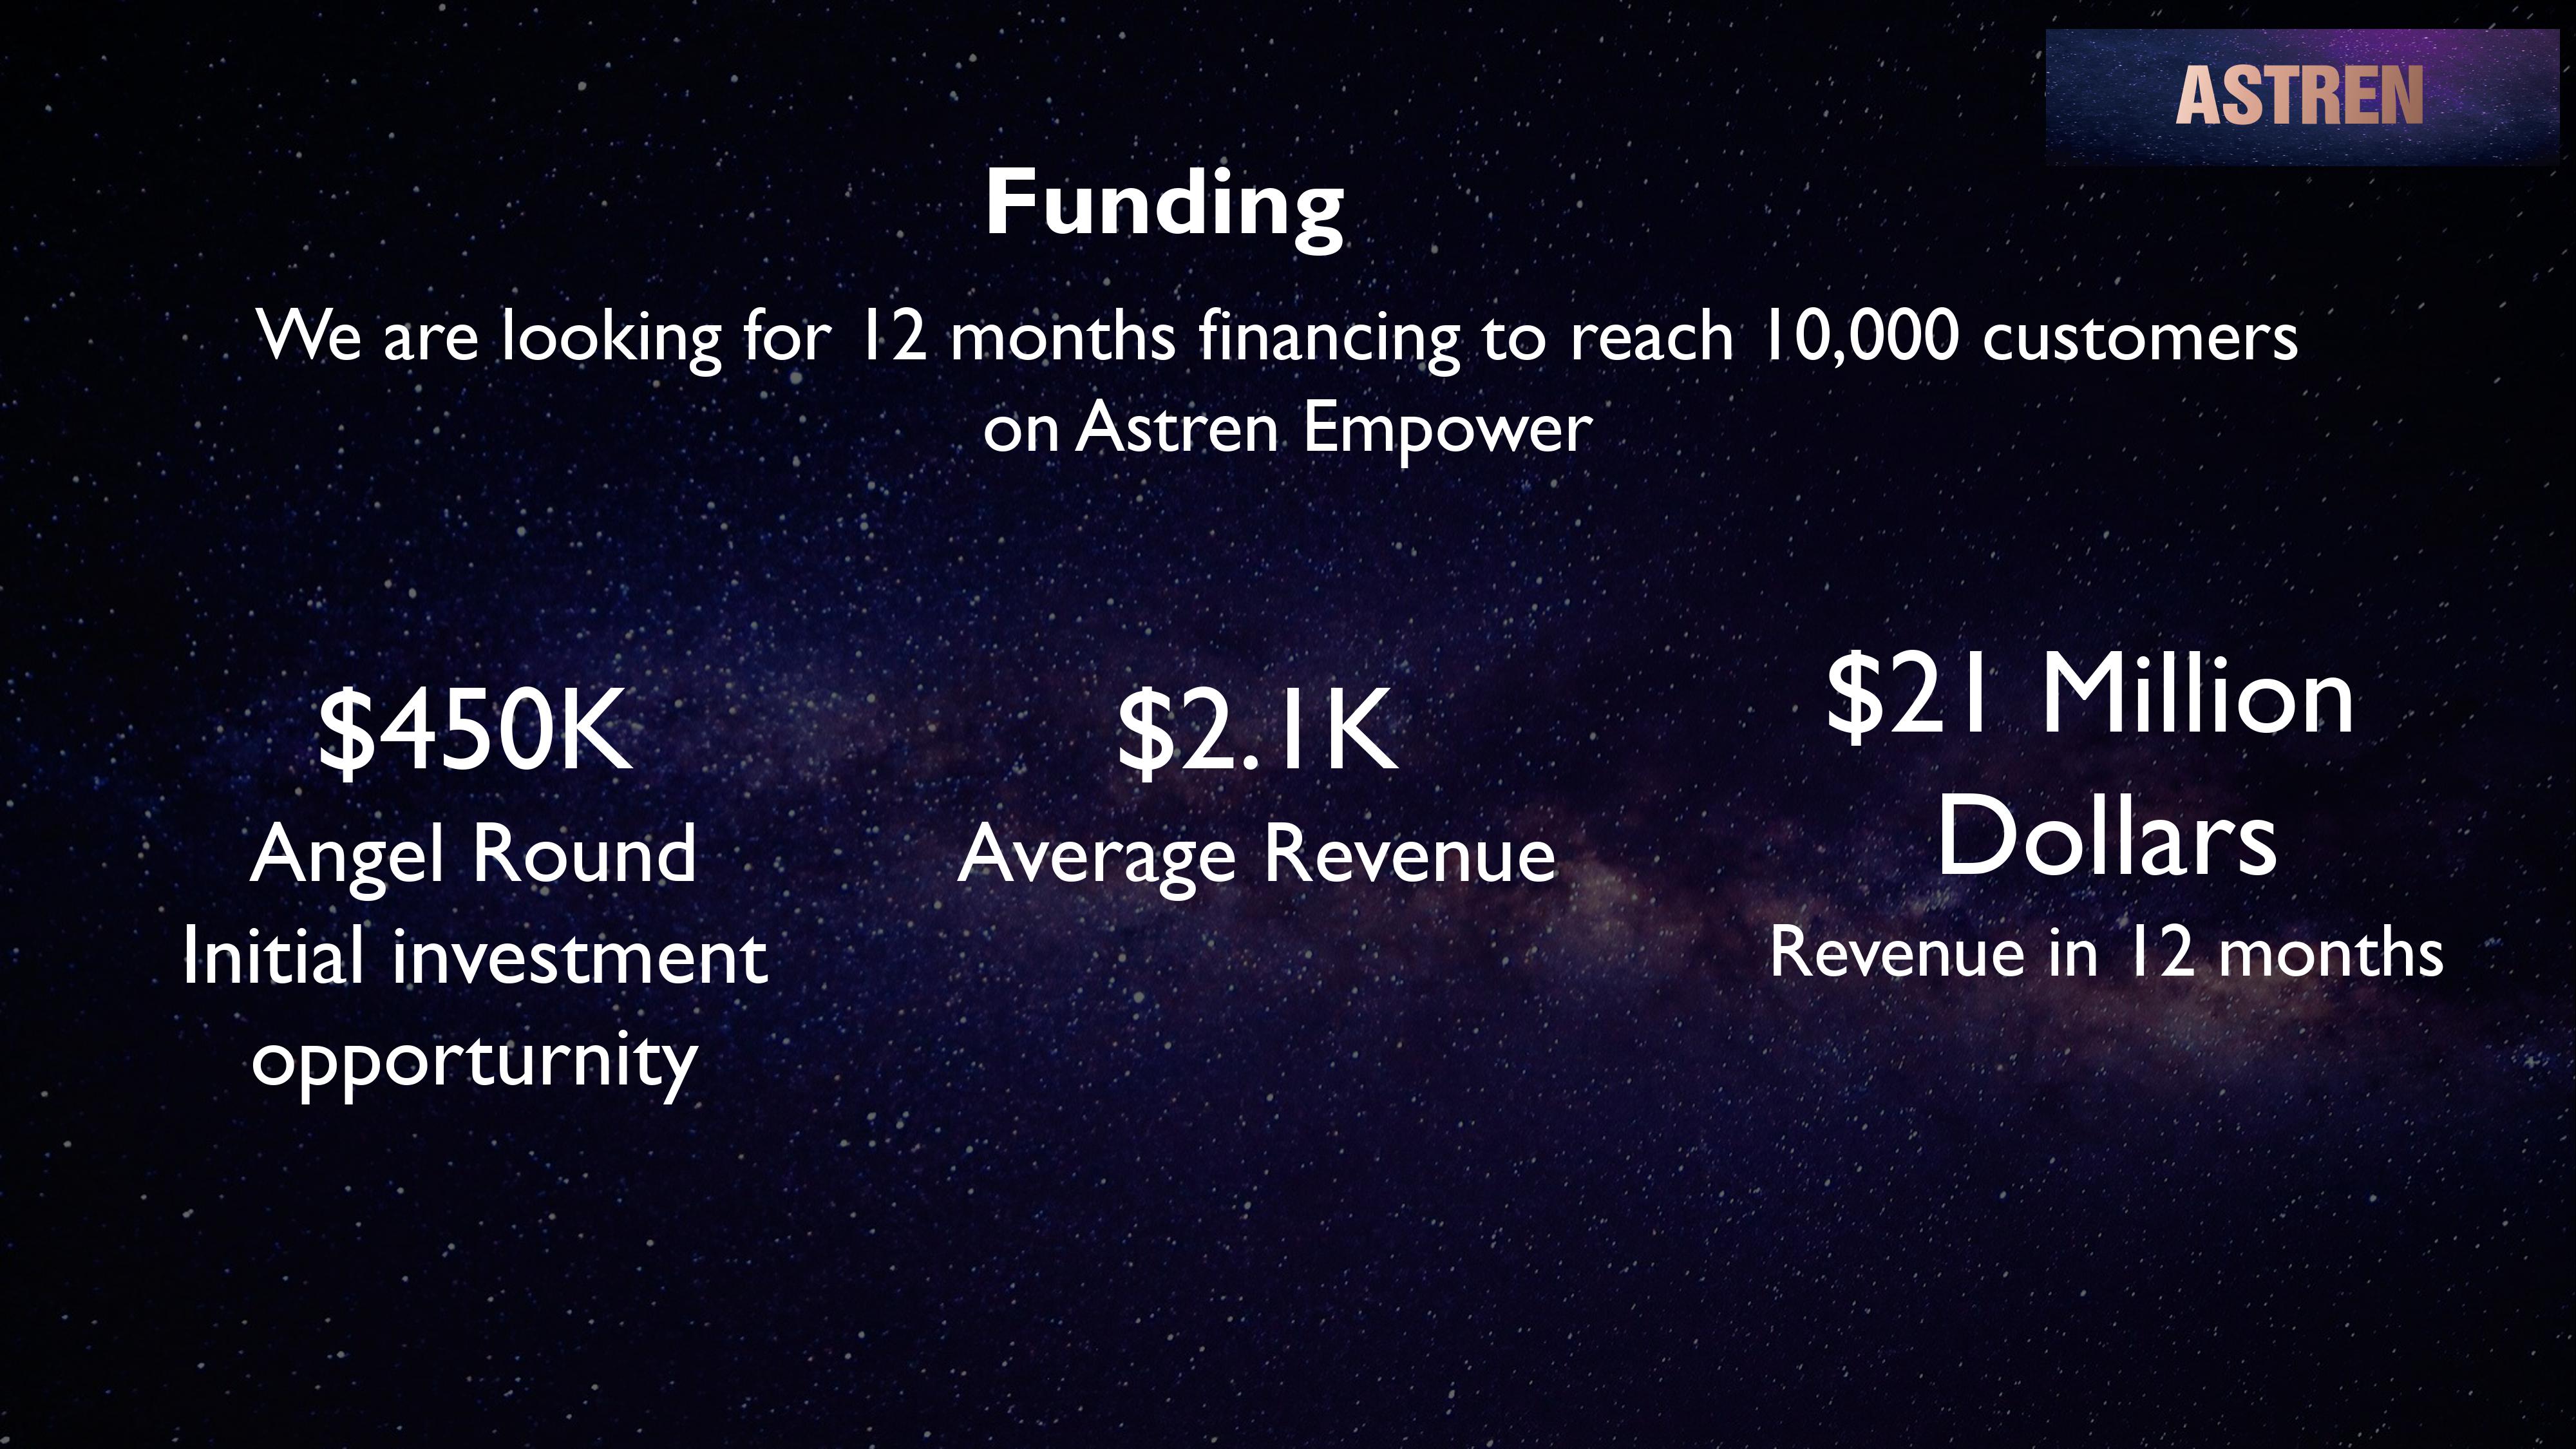 ASTREN
Funding
We are looking for 12 months financing to reach 10,000 customers
on Astren Empower
$450K
Angel Round
Initial investment
opporturnity
$2.1K
Average Revenue
$21 Million
Dollars
Revenue in 12 months